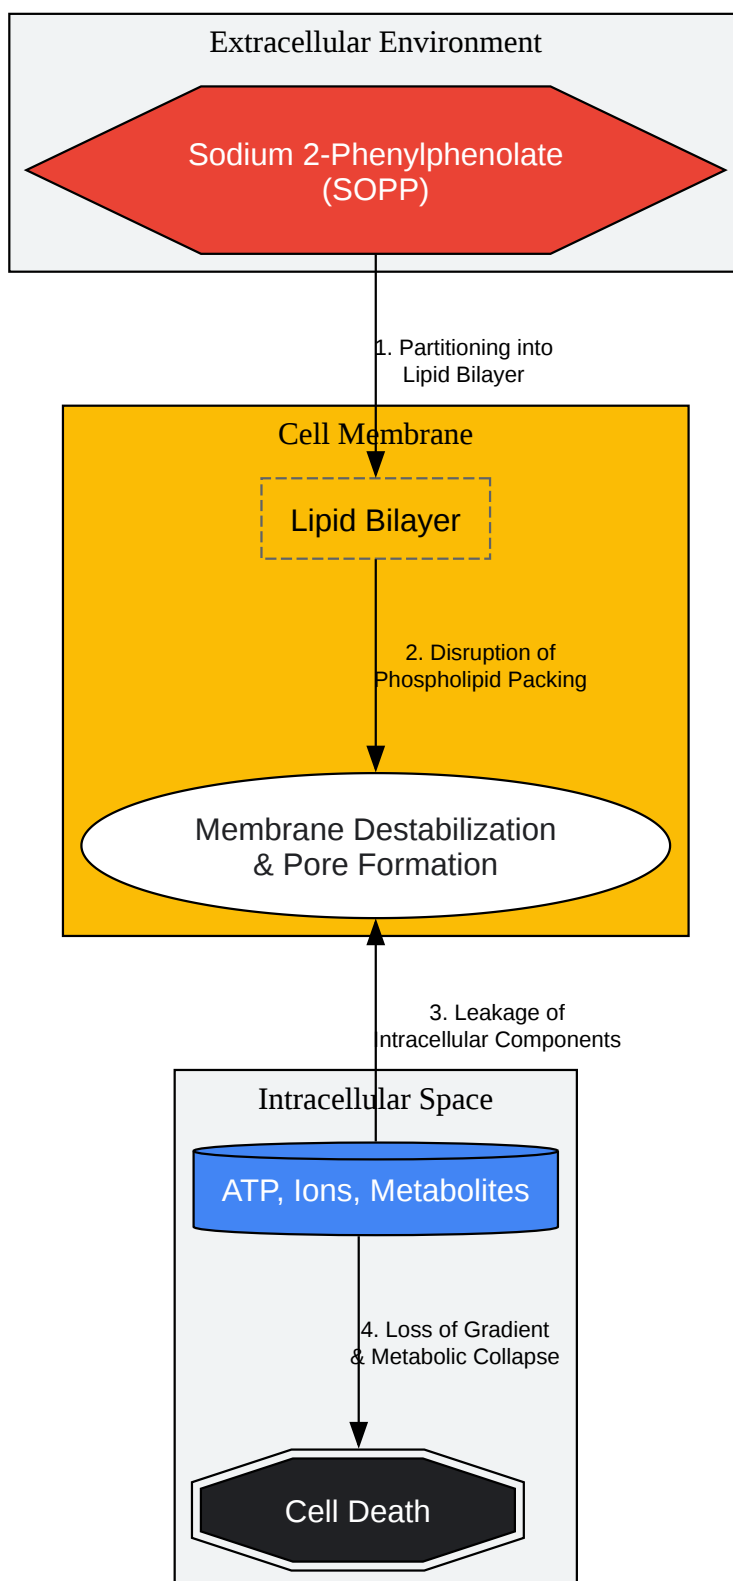 Extracellular Environment
Sodium 2-Phenylphenolate
(SOPP)
1. Partitioning into
Lipid Bilayer
Cell Membrane
Lipid Bilayer
2. Disruption of
Phospholipid Packing
Membrane Destabilization
& Pore Formation
3. Leakage of
Intracellular Components
Intracellular Space
ATP, Ions, Metabolites
4. Loss of Gradient
& Metabolic Collapse
Cell Death